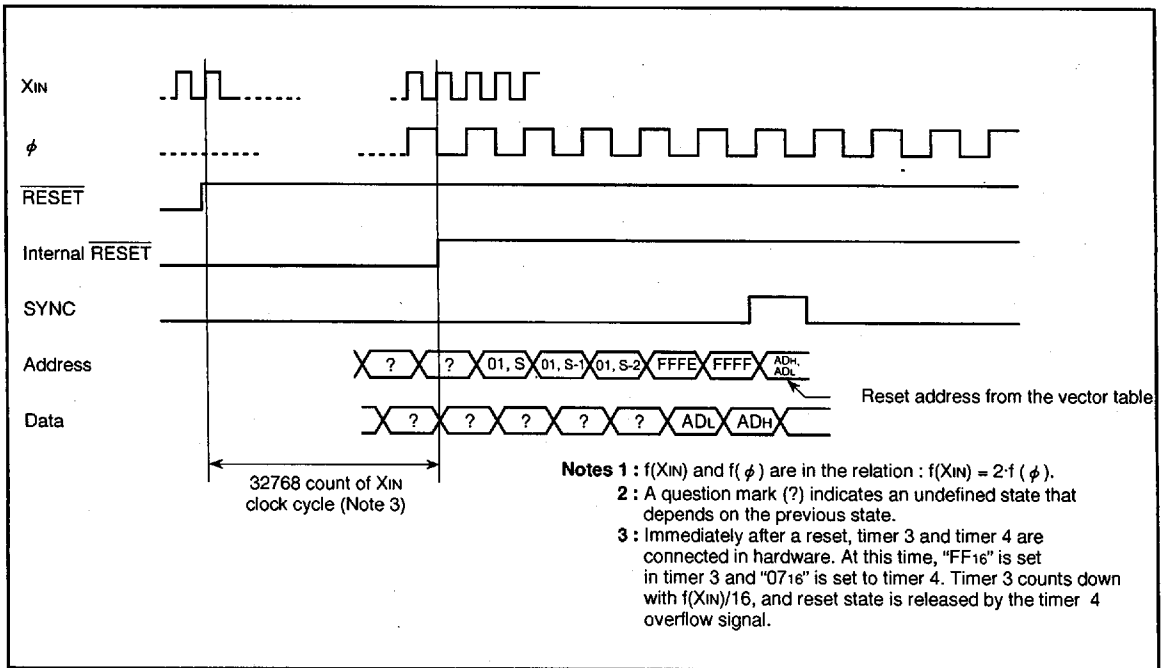 XIN
ϕ
RESET
Internal RESET
SYNC
Address
? ? 01, S 01, S-1 01, S-2 FFFE FFFF ADH, ADL
Reset address from the vector table
Data
? ? ? ? ? ADL ADH
32768 count of XIN
clock cycle (Note 3)
Notes 1 : f(XIN) and f(ϕ) are in the relation : f(XIN) = 2·f (ϕ).
2 : A question mark (?) indicates an undefined state that
depends on the previous state.
3 : Immediately after a reset, timer 3 and timer 4 are
connected in hardware. At this time, “FF16” is set
in timer 3 and “0716” is set to timer 4. Timer 3 counts down
with f(XIN)/16, and reset state is released by the timer 4
overflow signal.